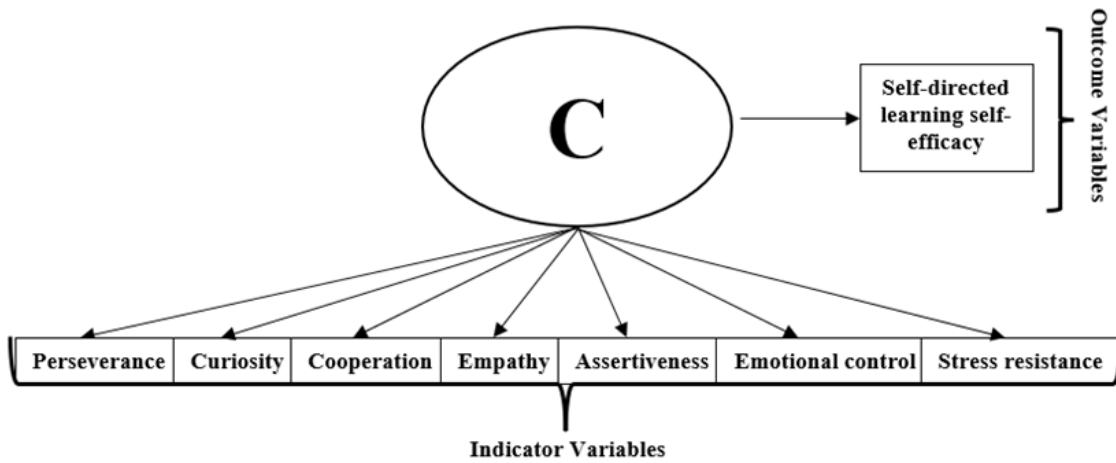 C
Self-directed
learning self-
efficacy
Outcome Variables
Perseverance
Curiosity
Cooperation
Empathy
Assertiveness
Emotional control
Stress resistance
Indicator Variables